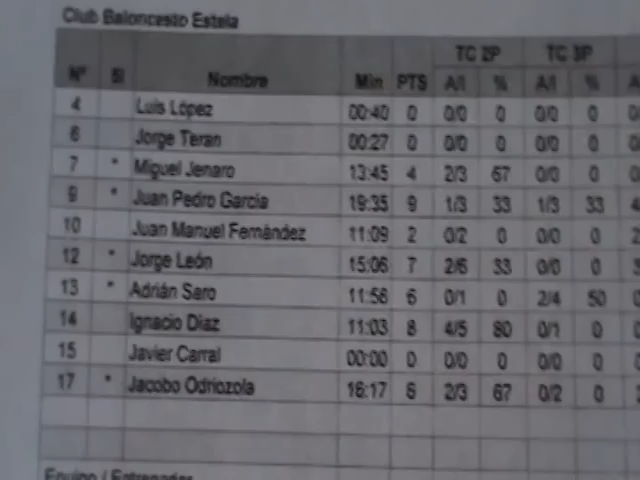 Club Baloncesto Estela
TC 2P TC 3P
Nº 5I Nombre Min PTS A/I % A/I %
4 Luis López 00:40 0 0/0 0 0/0 0
6 Jorge Teran 00:27 0 0/0 0 0/0 0
7 * Miguel Jenaro 13:45 4 2/3 67 0/0 0
9 * Juan Pedro García 19:35 9 1/3 33 1/3 33
10 Juan Manuel Fernández 11:09 2 0/2 0 0/0 0
12 * Jorge León 15:06 7 2/6 33 0/0 0
13 * Adrián Saro 11:56 6 0/1 0 2/4 50
14 Ignacio Díaz 11:03 8 4/5 80 0/1 0
15 Javier Carral 00:00 0 0/0 0 0/0 0
17 * Jacobo Odriozola 16:17 6 2/3 67 0/2 0
Equipo / Entrenador